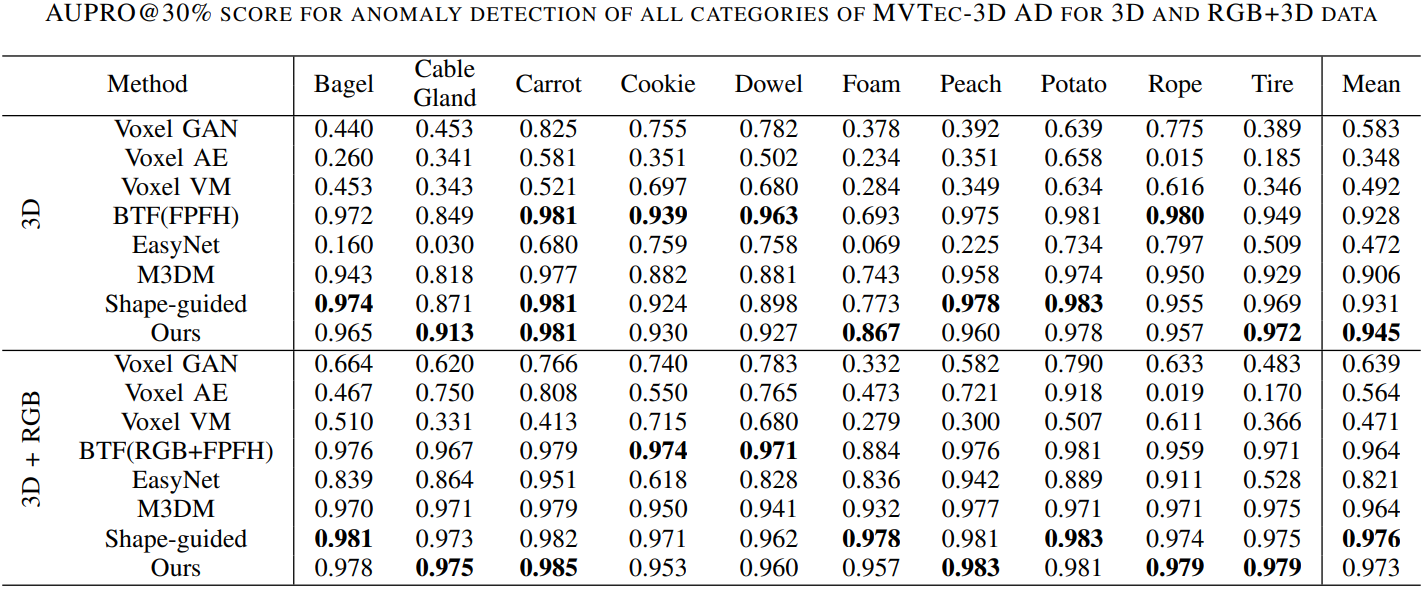 AUPRO@30% SCORE FOR ANOMALY DETECTION OF ALL CATEGORIES OF MVTEC-3D AD FOR 3D AND RGB+3D DATA
Method Bagel Cable Gland Carrot Cookie Dowel Foam Peach Potato Rope Tire Mean
3D
Voxel GAN 0.440 0.453 0.825 0.755 0.782 0.378 0.392 0.639 0.775 0.389 0.583
Voxel AE 0.260 0.341 0.581 0.351 0.502 0.234 0.351 0.658 0.015 0.185 0.348
Voxel VM 0.453 0.343 0.521 0.697 0.680 0.284 0.349 0.634 0.616 0.346 0.492
BTF(FPFH) 0.972 0.849 0.981 0.939 0.963 0.693 0.975 0.981 0.980 0.949 0.928
EasyNet 0.160 0.030 0.680 0.759 0.758 0.069 0.225 0.734 0.797 0.509 0.472
M3DM 0.943 0.818 0.977 0.882 0.881 0.743 0.958 0.974 0.950 0.929 0.906
Shape-guided 0.974 0.871 0.981 0.924 0.898 0.773 0.978 0.983 0.955 0.969 0.931
Ours 0.965 0.913 0.981 0.930 0.927 0.867 0.960 0.978 0.957 0.972 0.945
3D + RGB
Voxel GAN 0.664 0.620 0.766 0.740 0.783 0.332 0.582 0.790 0.633 0.483 0.639
Voxel AE 0.467 0.750 0.808 0.550 0.765 0.473 0.721 0.918 0.019 0.170 0.564
Voxel VM 0.510 0.331 0.413 0.715 0.680 0.279 0.300 0.507 0.611 0.366 0.471
BTF(RGB+FPFH) 0.976 0.967 0.979 0.974 0.971 0.884 0.976 0.981 0.959 0.971 0.964
EasyNet 0.839 0.864 0.951 0.618 0.828 0.836 0.942 0.889 0.911 0.528 0.821
M3DM 0.970 0.971 0.979 0.950 0.941 0.932 0.977 0.971 0.971 0.975 0.964
Shape-guided 0.981 0.973 0.982 0.971 0.962 0.978 0.981 0.983 0.974 0.975 0.976
Ours 0.978 0.975 0.985 0.953 0.960 0.957 0.983 0.981 0.979 0.979 0.973